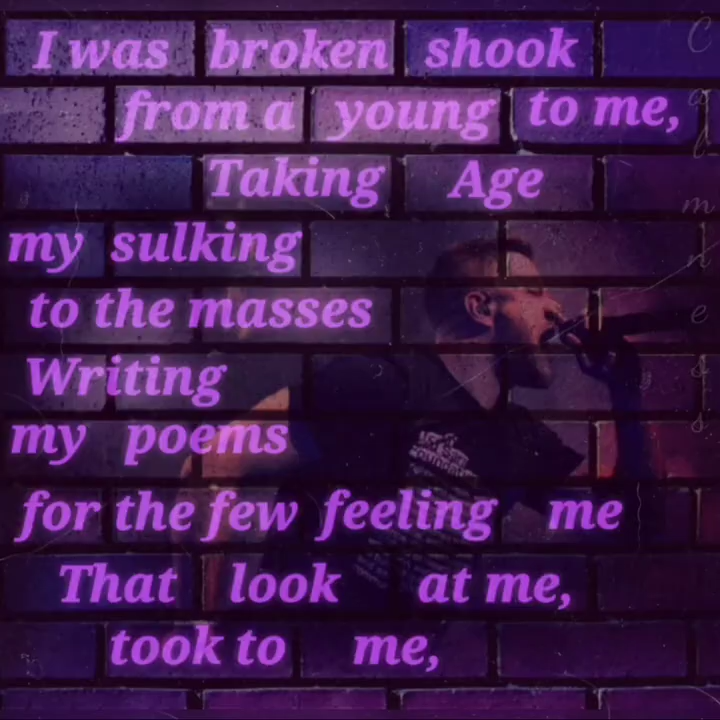 I was broken shook
from a young to me,
Taking Age
my sulking
to the masses
Writing
my poems
for the few feeling me
That look at me,
took to me,